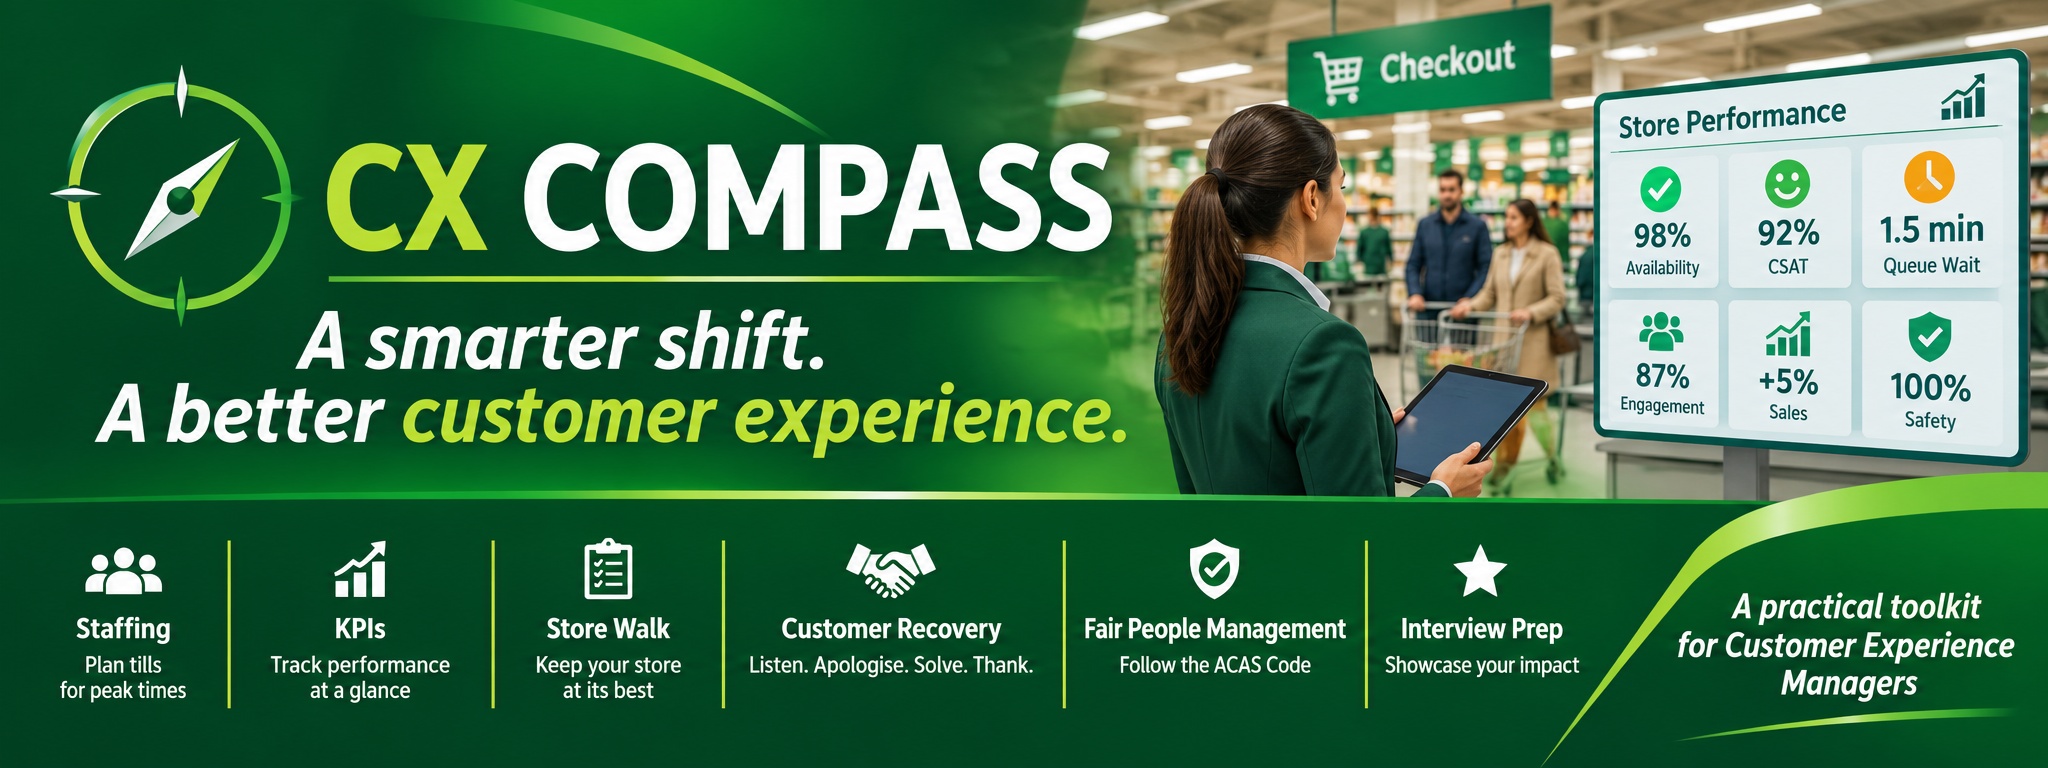 CX COMPASS
A smarter shift.
A better customer experience.
Checkout
Store Performance
98%
Availability
92%
CSAT
1.5 min
Queue Wait
87%
Engagement
+5%
Sales
100%
Safety
Staffing
Plan tills
for peak times
KPIs
Track performance
at a glance
Store Walk
Keep your store
at its best
Customer Recovery
Listen. Apologise. Solve. Thank.
Fair People Management
Follow the ACAS Code
Interview Prep
Showcase your impact
A practical toolkit
for Customer Experience
Managers